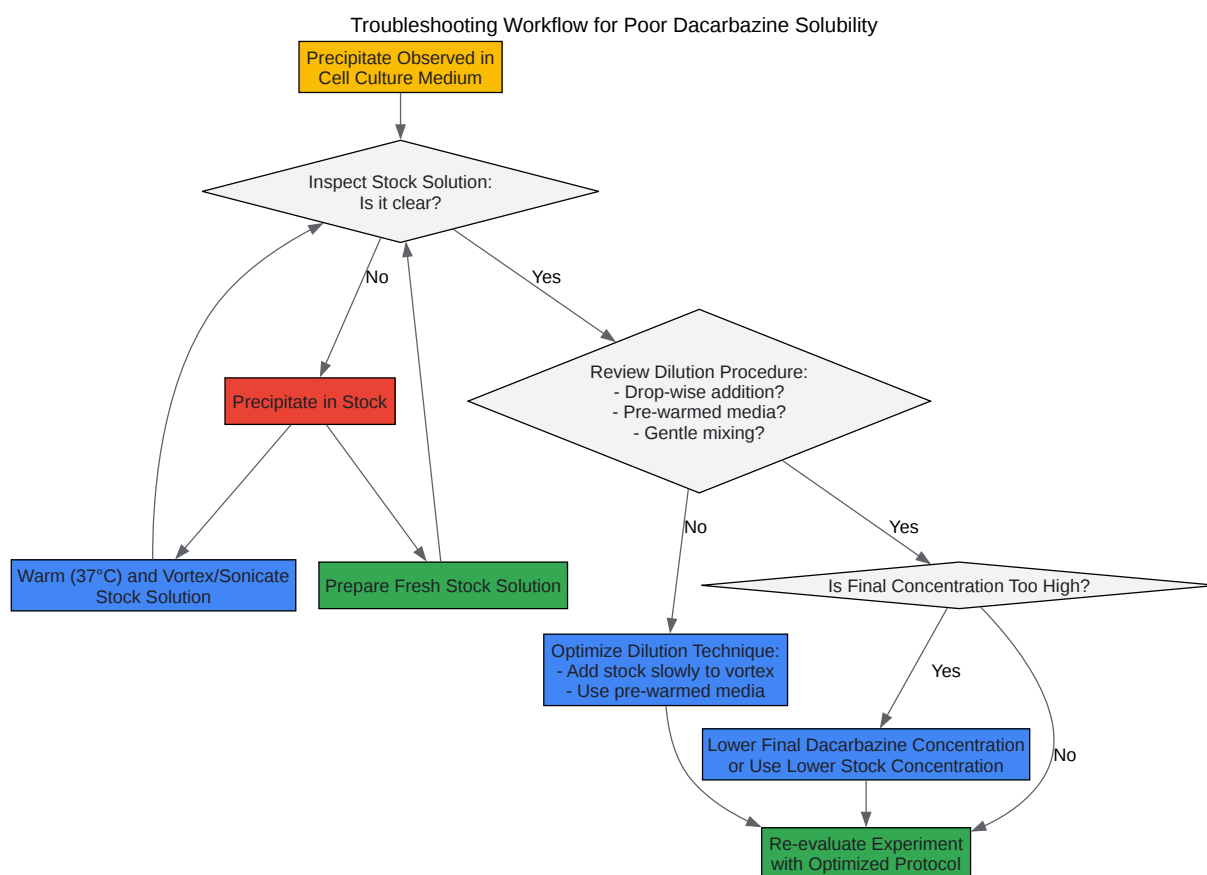 Troubleshooting Workflow for Poor Dacarbazine Solubility
Precipitate Observed in
Cell Culture Medium
Inspect Stock Solution:
Is it clear?
No
Yes
Review Dilution Procedure:
- Drop-wise addition?
- Pre-warmed media?
- Gentle mixing?
Precipitate in Stock
No
Yes
Warm (37°C) and Vortex/Sonicate
Stock Solution
Prepare Fresh Stock Solution
Is Final Concentration Too High?
Optimize Dilution Technique:
- Add stock slowly to vortex
- Use pre-warmed media
Yes
No
Lower Final Dacarbazine Concentration
or Use Lower Stock Concentration
Re-evaluate Experiment
with Optimized Protocol